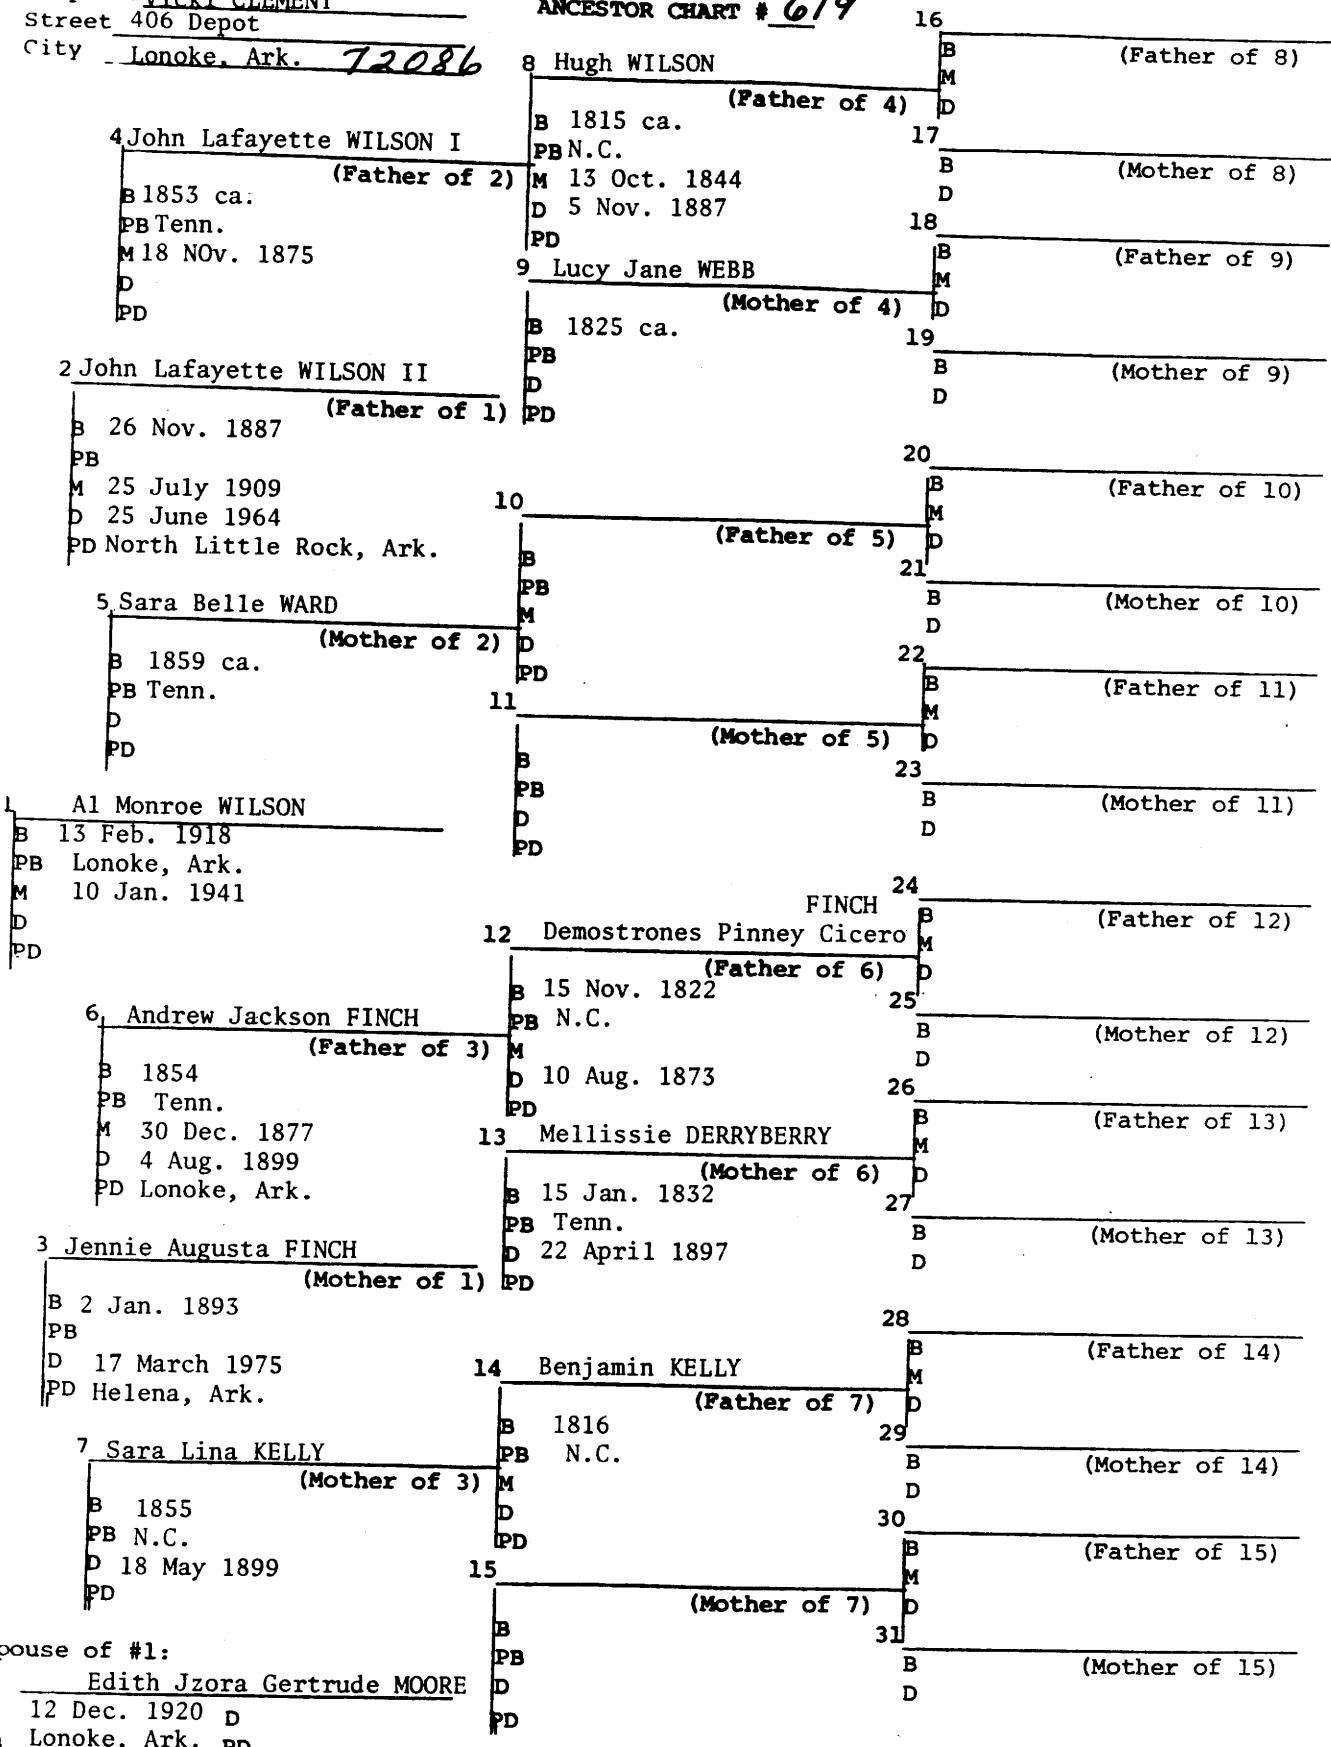 VICKY CLEMENT
Street 406 Depot
City Lonoke, Ark. 72086
ANCESTOR CHART # 619
16
B (Father of 8)
M
D
8 Hugh WILSON
(Father of 4)
B 1815 ca.
PB N.C.
M 13 Oct. 1844
D 5 Nov. 1887
PD
17
B (Mother of 8)
D
4 John Lafayette WILSON I
(Father of 2)
B 1853 ca.
PB Tenn.
M 18 NOv. 1875
D
PD
18
B (Father of 9)
M
D
9 Lucy Jane WEBB
(Mother of 4)
B 1825 ca.
PB
D
PD
19
B (Mother of 9)
D
2 John Lafayette WILSON II
(Father of 1)
B 26 Nov. 1887
PB
M 25 July 1909
D 25 June 1964
PD North Little Rock, Ark.
20
B (Father of 10)
M
D
10
(Father of 5)
B
PB
M
D
PD
21
B (Mother of 10)
D
5 Sara Belle WARD
(Mother of 2)
B 1859 ca.
PB Tenn.
D
PD
22
B (Father of 11)
M
D
11
(Mother of 5)
B
PB
D
PD
23
B (Mother of 11)
D
1 Al Monroe WILSON
B 13 Feb. 1918
PB Lonoke, Ark.
M 10 Jan. 1941
D
PD
24
B (Father of 12)
M
D
FINCH
12 Demostrones Pinney Cicero
(Father of 6)
B 15 Nov. 1822
PB N.C.
M
D 10 Aug. 1873
PD
25
B (Mother of 12)
D
6 Andrew Jackson FINCH
(Father of 3)
B 1854
PB Tenn.
M 30 Dec. 1877
D 4 Aug. 1899
PD Lonoke, Ark.
26
B (Father of 13)
M
D
13 Mellissie DERRYBERRY
(Mother of 6)
B 15 Jan. 1832
PB Tenn.
D 22 April 1897
PD
27
B (Mother of 13)
D
3 Jennie Augusta FINCH
(Mother of 1)
B 2 Jan. 1893
PB
D 17 March 1975
PD Helena, Ark.
28
B (Father of 14)
M
D
14 Benjamin KELLY
(Father of 7)
B 1816
PB N.C.
M
D
PD
29
B (Mother of 14)
D
7 Sara Lina KELLY
(Mother of 3)
B 1855
PB N.C.
D 18 May 1899
PD
30
B (Father of 15)
M
D
15
(Mother of 7)
B
PB
D
PD
31
B (Mother of 15)
D
pouse of #1:
Edith Jzora Gertrude MOORE
12 Dec. 1920 D
Lonoke, Ark. PD